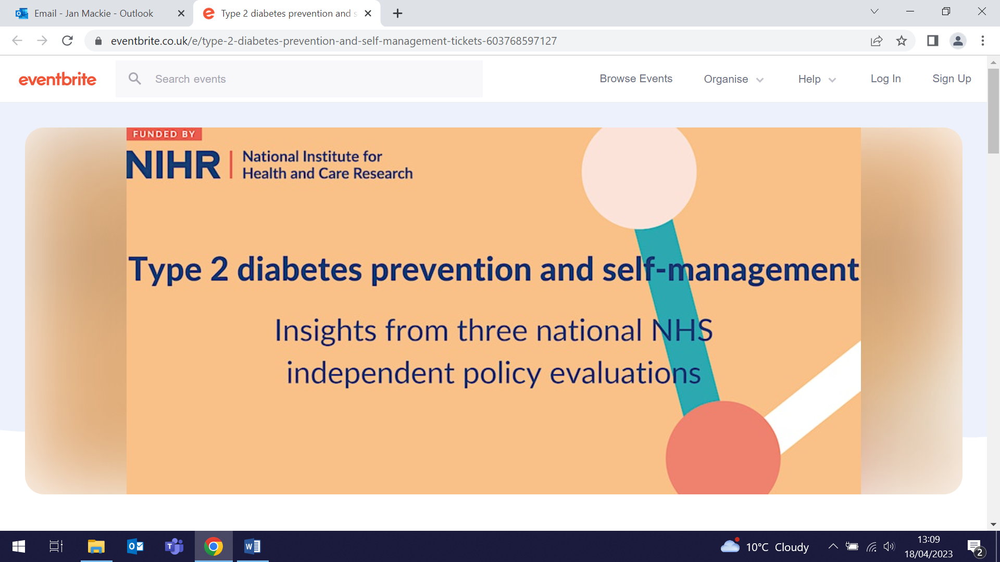 Email - Jan Mackie - Outlook
Type 2 diabetes prevention and s
eventbrite.co.uk/e/type-2-diabetes-prevention-and-self-management-tickets-603768597127
eventbrite
Search events
Browse Events
Organise
Help
Log In
Sign Up
FUNDED BY
NIHR
National Institute for
Health and Care Research
Type 2 diabetes prevention and self-management
Insights from three national NHS
independent policy evaluations
10°C Cloudy
13:09
18/04/2023
2